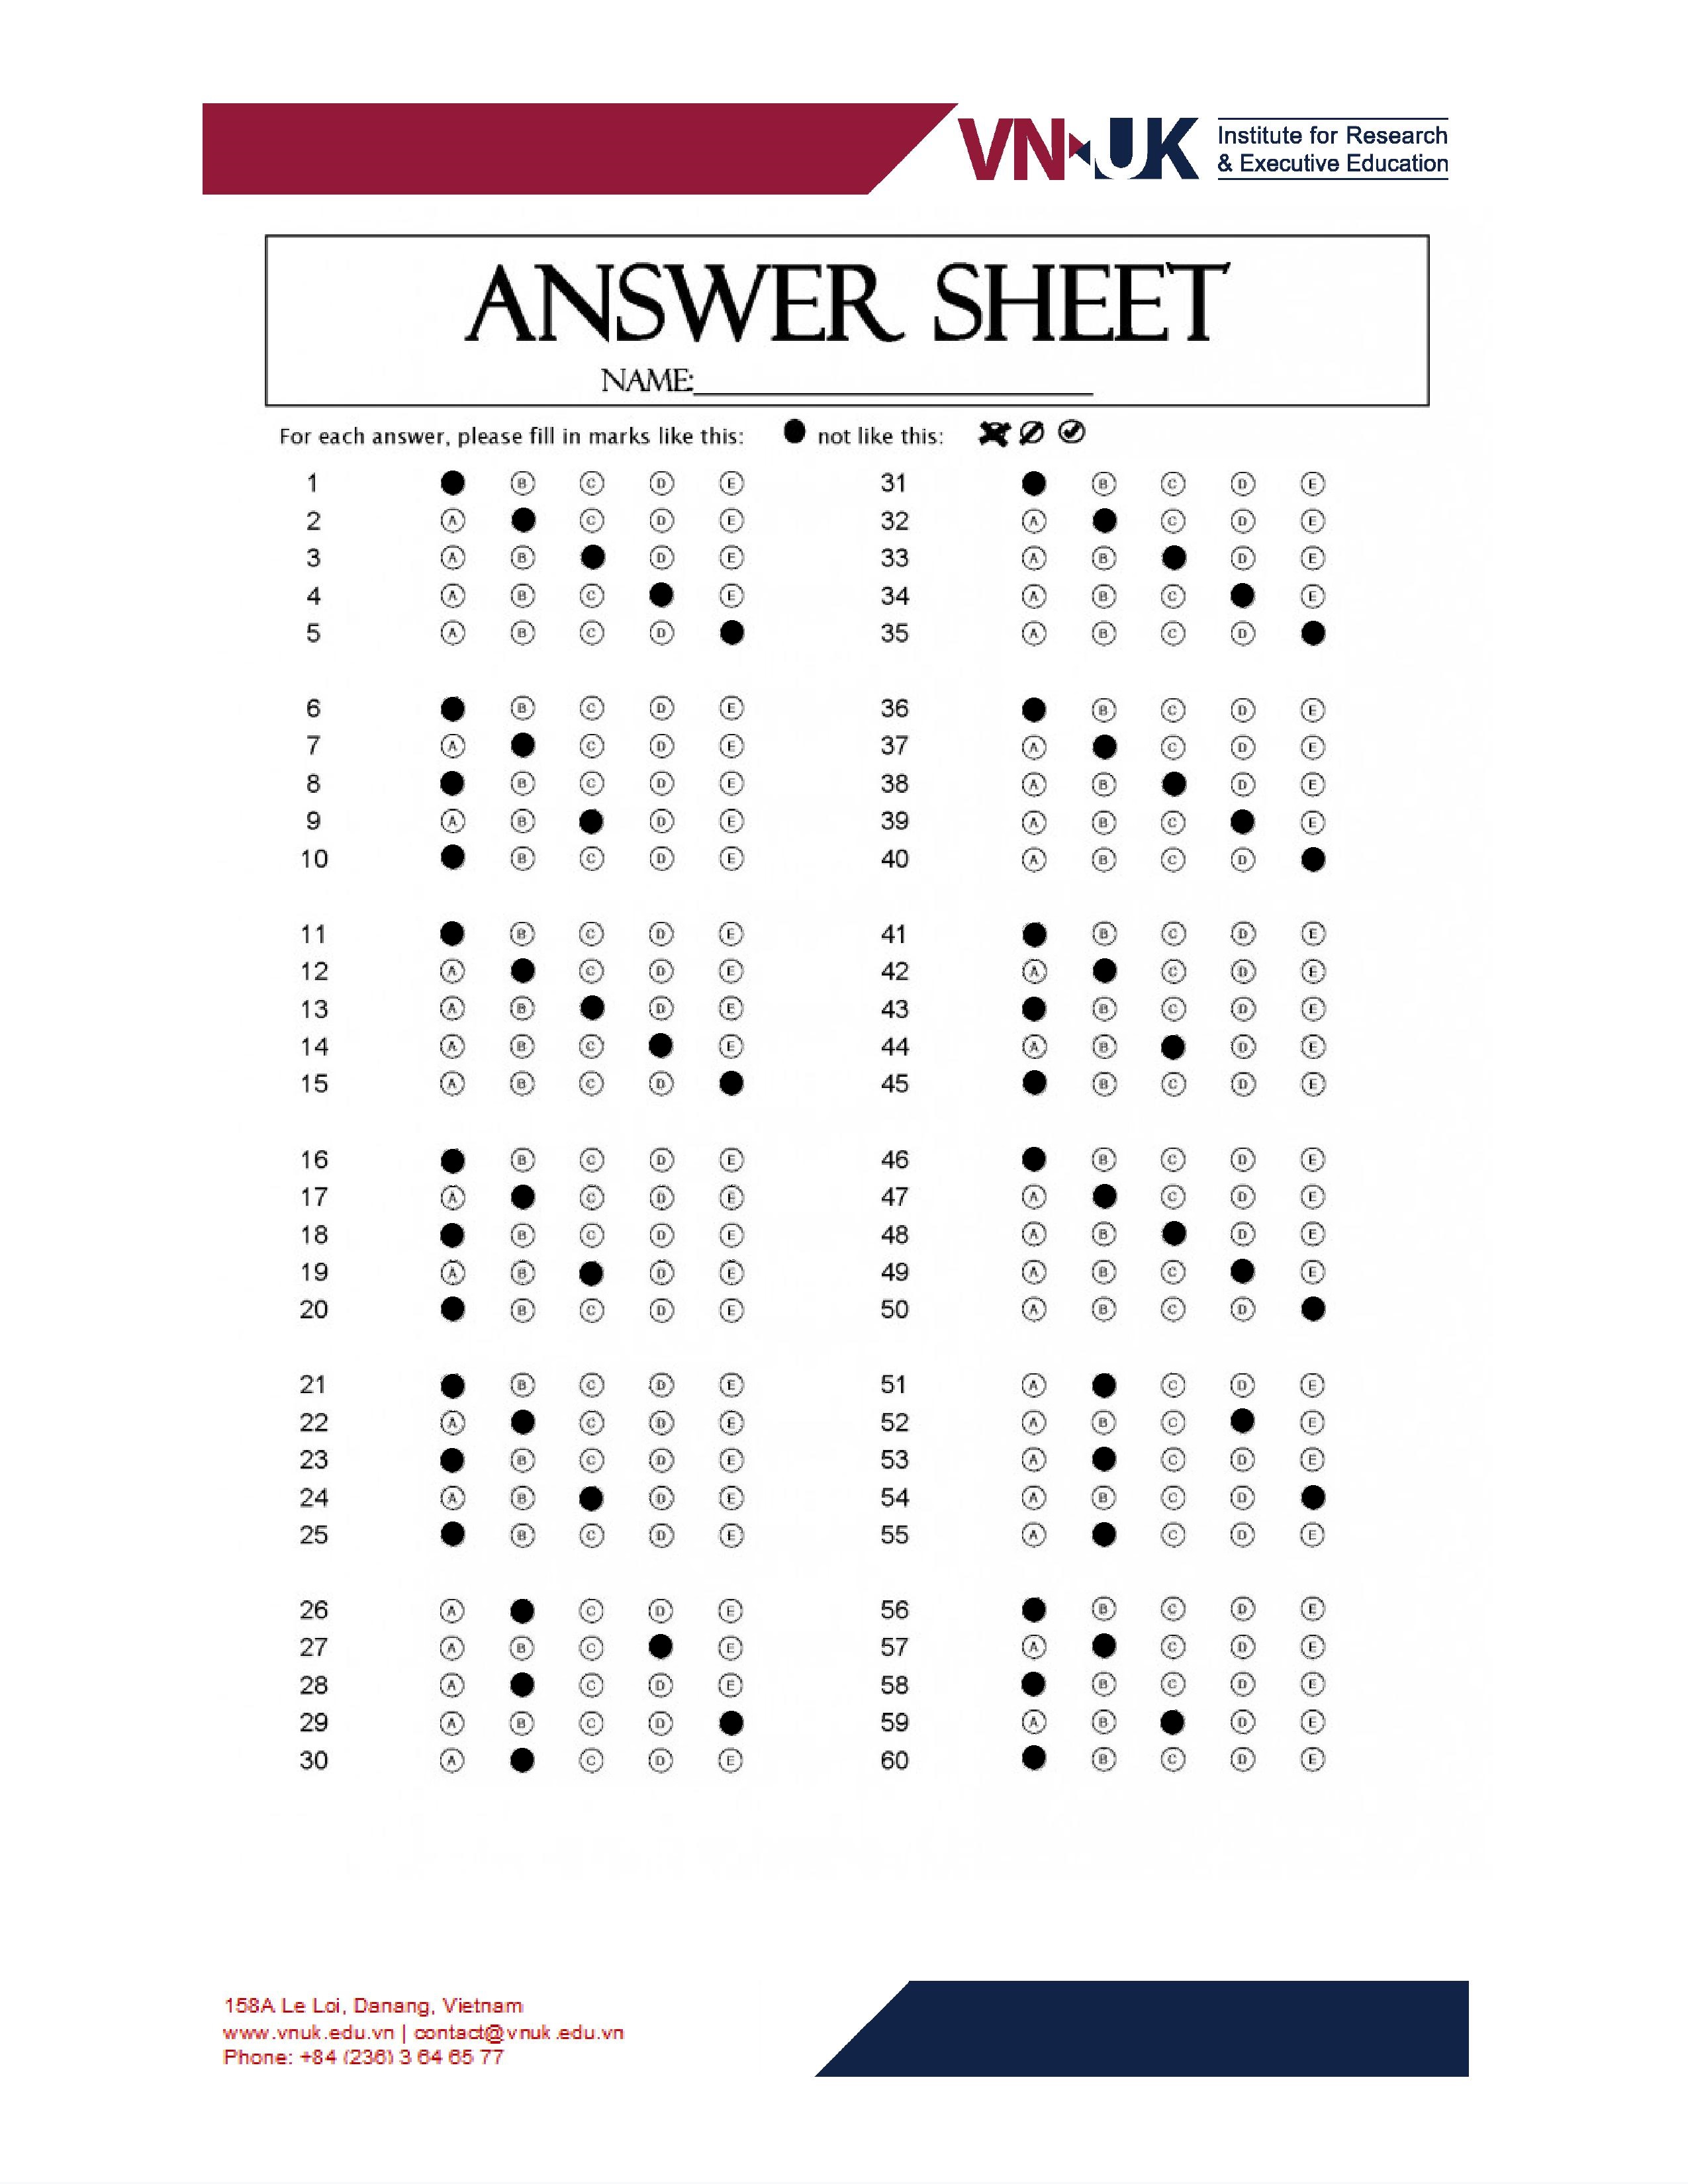 VN UK Institute for Research
& Executive Education
ANSWER SHEET
NAME:
For each answer, please fill in marks like this: not like this:
1 B C D E 31 B C D E
2 A C D E 32 A C D E
3 A B D E 33 A B D E
4 A B C E 34 A B C E
5 A B C D 35 A B C D
6 B C D E 36 B C D E
7 A C D E 37 A C D E
8 B C D E 38 A B D E
9 A B D E 39 A B C E
10 B C D E 40 A B C D
11 B C D E 41 B C D E
12 A C D E 42 A C D E
13 A B D E 43 B C D E
14 A B C E 44 A B D E
15 A B C D 45 B C D E
16 B C D E 46 B C D E
17 A C D E 47 A C D E
18 B C D E 48 A B D E
19 A B D E 49 A B C E
20 B C D E 50 A B C D
21 B C D E 51 A C D E
22 A C D E 52 A B C E
23 B C D E 53 A C D E
24 A B D E 54 A B C D
25 B C D E 55 A C D E
26 A C D E 56 B C D E
27 A B C E 57 A C D E
28 A C D E 58 B C D E
29 A B C D 59 A B D E
30 A C D E 60 B C D E
158A Le Loi, Danang, Vietnam
www.vnuk.edu.vn | contact@vnuk.edu.vn
Phone: +84 (236) 3 64 65 77